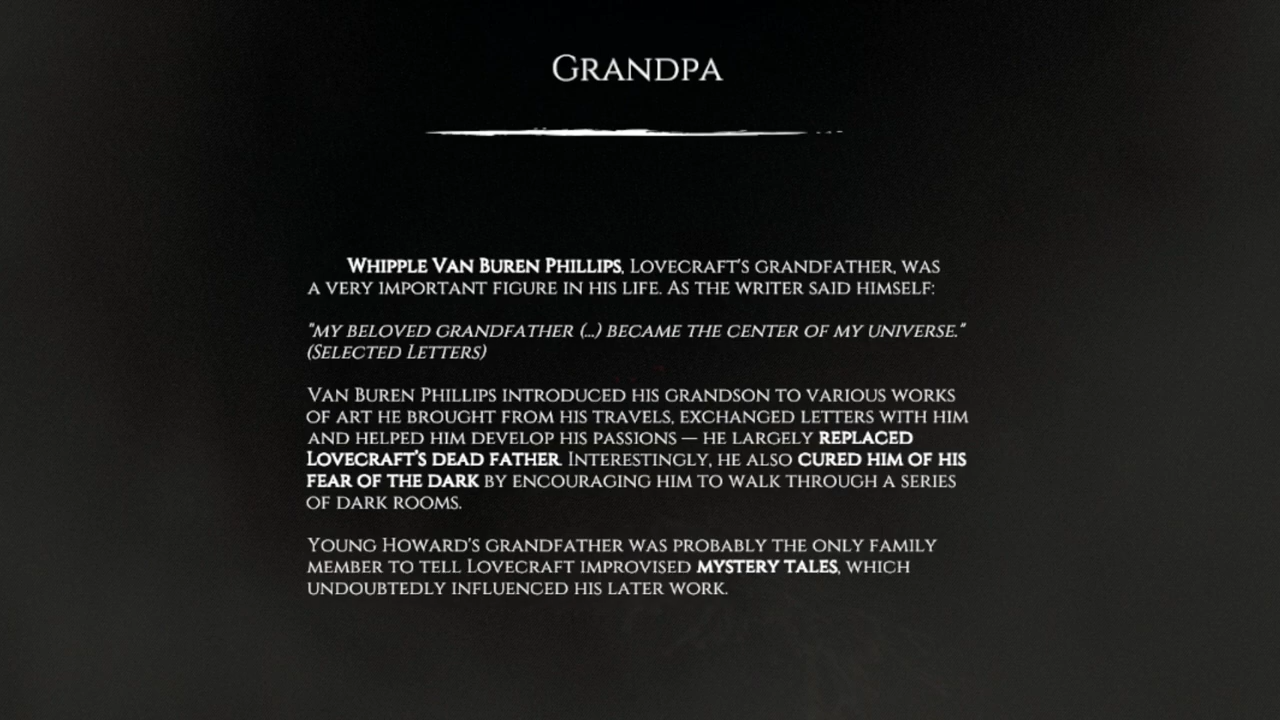 Grandpa
Whipple Van Buren Phillips, Lovecraft's grandfather, was
a very important figure in his life. As the writer said himself:
"my beloved grandfather (...) became the center of my universe."
(Selected Letters)
Van Buren Phillips introduced his grandson to various works
of art he brought from his travels, exchanged letters with him
and helped him develop his passions — he largely replaced
Lovecraft's dead father. Interestingly, he also cured him of his
fear of the dark by encouraging him to walk through a series
of dark rooms.
Young Howard's grandfather was probably the only family
member to tell Lovecraft improvised mystery tales, which
undoubtedly influenced his later work.